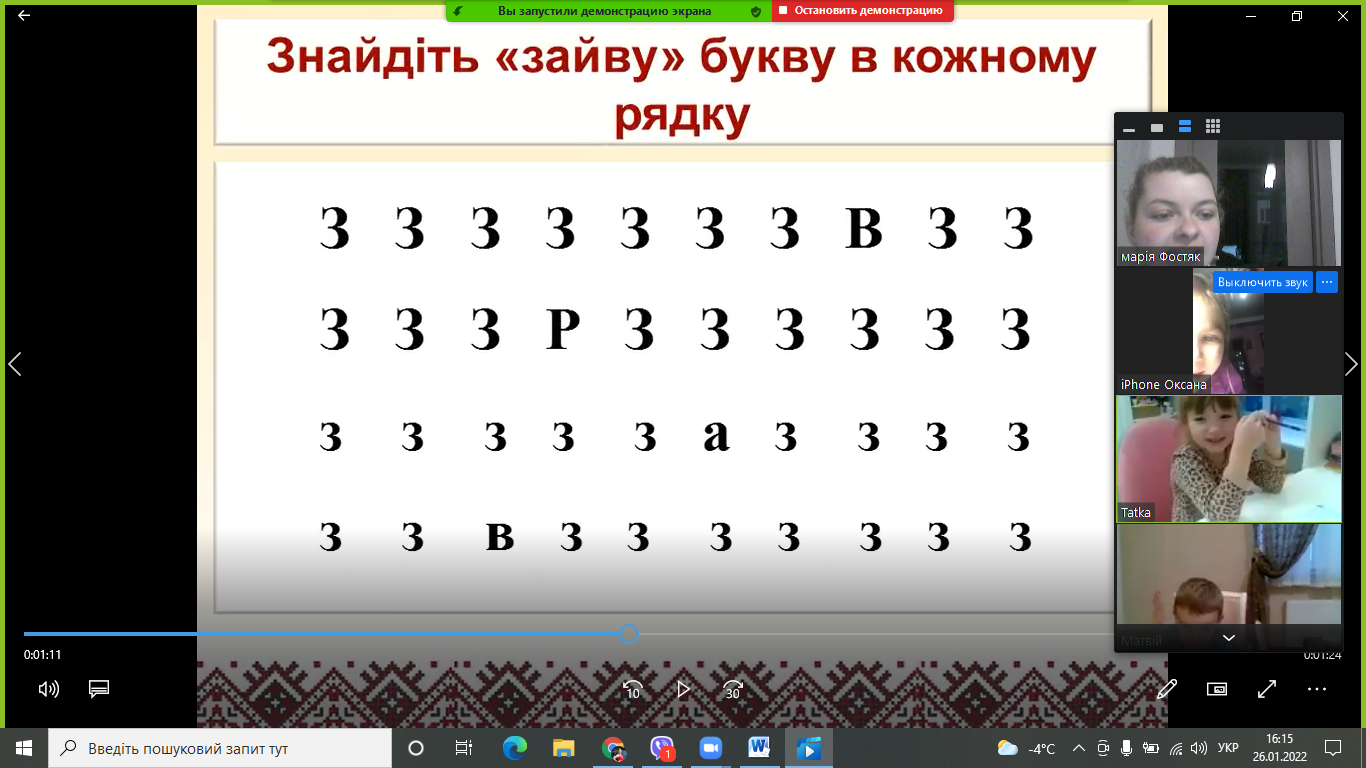 Вы запустили демонстрацию экрана
Остановить демонстрацию
Знайдіть «зайву» букву в кожному
рядку
З З З З З З З В З З
З З З Р З З З З З З
з з з з з а з з з з
з з в з з з з з з з
марія Фостяк
Выключить звук
iPhone Оксана
Tatka
Матвій
0:01:11
0:01:24
10
30
Введіть пошуковий запит тут
1
-4°C
УКР
16:15
26.01.2022